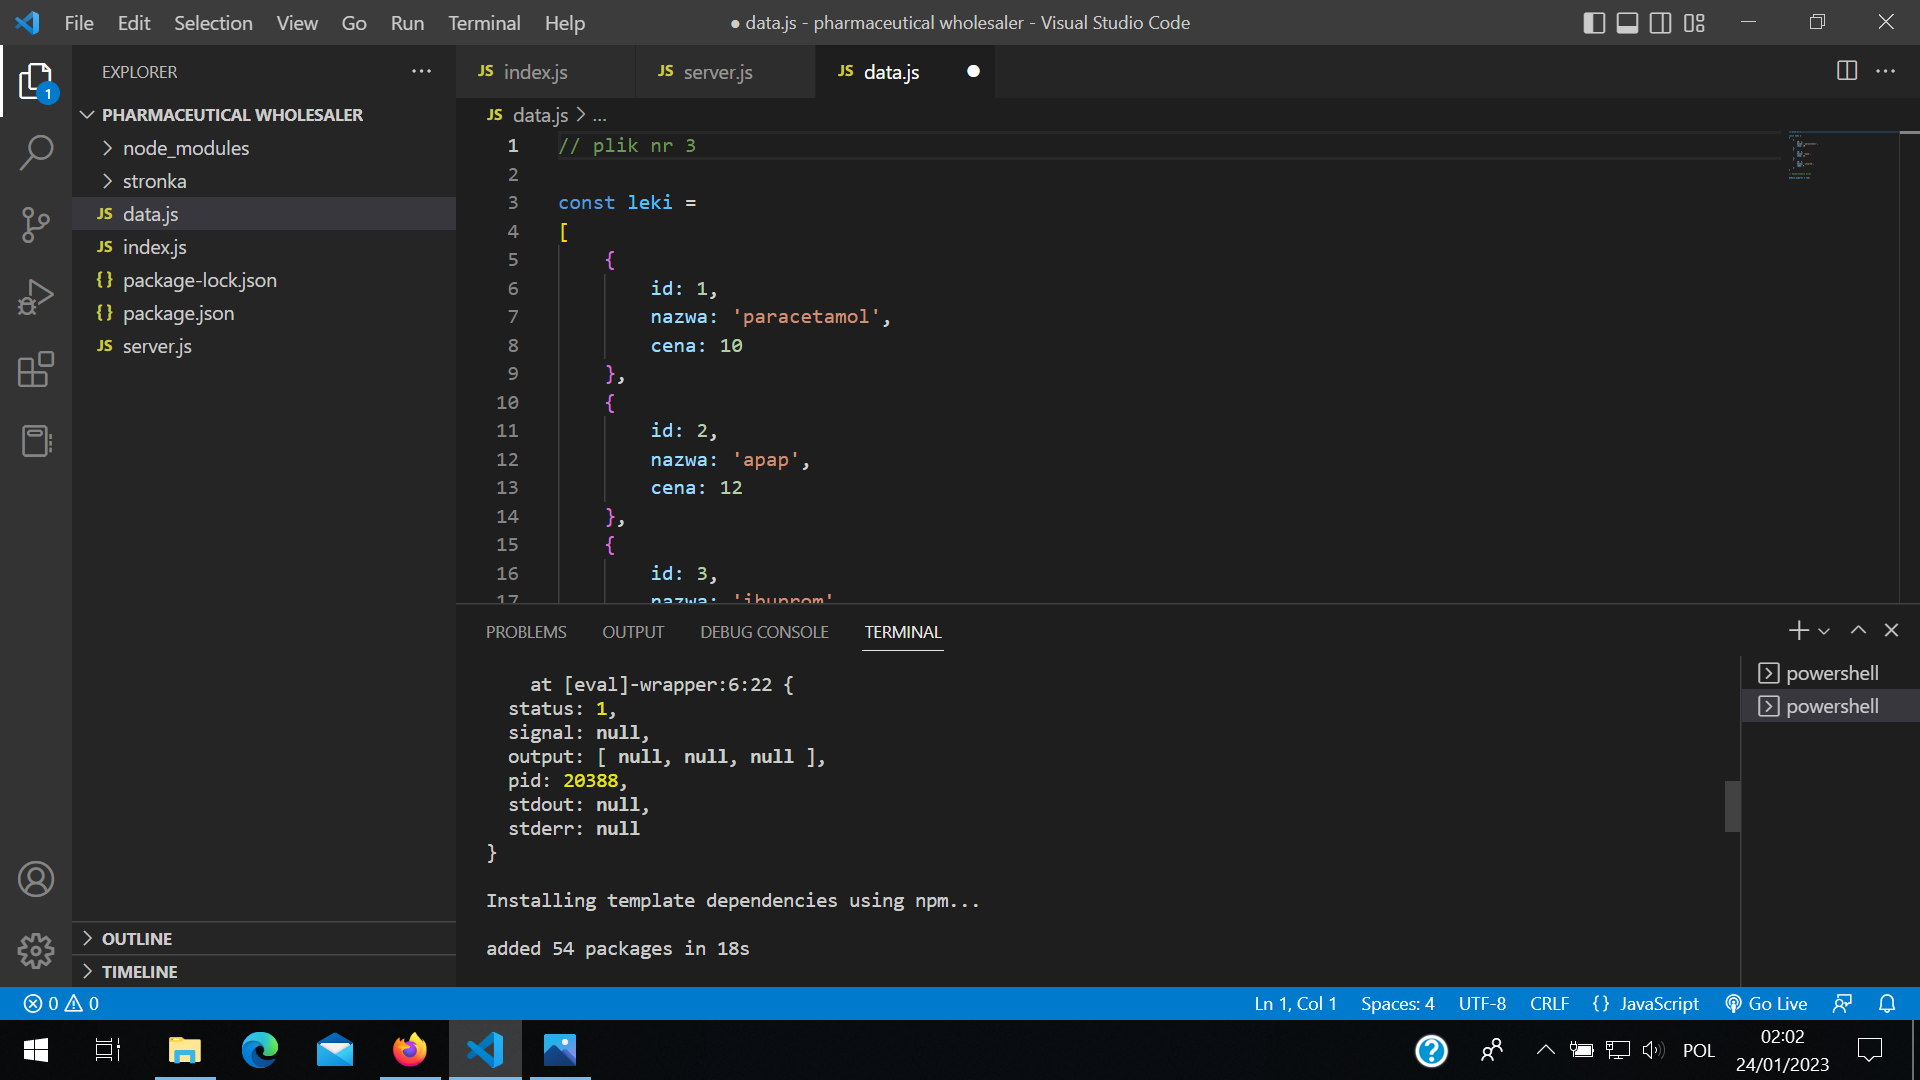 File Edit Selection View Go Run Terminal Help
● data.js - pharmaceutical wholesaler - Visual Studio Code
1
EXPLORER
PHARMACEUTICAL WHOLESALER
node_modules
stronka
JS data.js
JS index.js
{} package-lock.json
{} package.json
JS server.js
OUTLINE
TIMELINE
JS index.js
JS server.js
JS data.js
JS data.js > ...
1 // plik nr 3
2
3 const leki =
4 [
5 {
6 id: 1,
7 nazwa: 'paracetamol',
8 cena: 10
9 },
10 {
11 id: 2,
12 nazwa: 'apap',
13 cena: 12
14 },
15 {
16 id: 3,
17 nazwa: 'ibuprom'
PROBLEMS OUTPUT DEBUG CONSOLE TERMINAL
at [eval]-wrapper:6:22 {
status: 1,
signal: null,
output: [ null, null, null ],
pid: 20388,
stdout: null,
stderr: null
}
Installing template dependencies using npm...
added 54 packages in 18s
powershell
powershell
0 0
Ln 1, Col 1 Spaces: 4 UTF-8 CRLF {} JavaScript Go Live
POL
02:02
24/01/2023